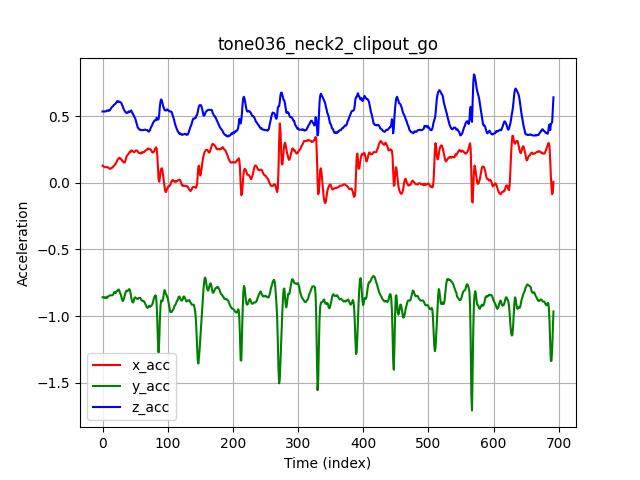 tone036_neck2_clipout_go
Acceleration
0.5
0.0
−0.5
−1.0
−1.5
x_acc
y_acc
z_acc
0 100 200 300 400 500 600 700
Time (index)